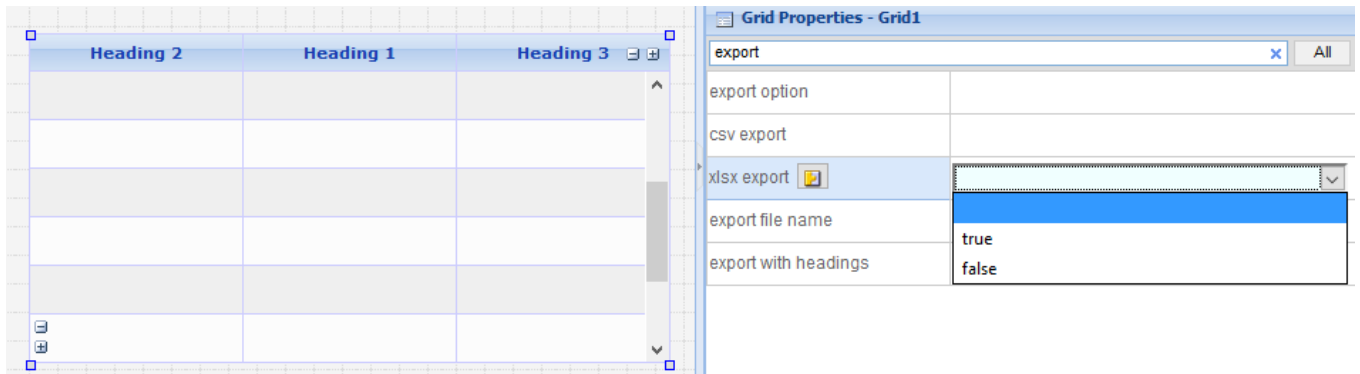 Heading 2 Heading 1 Heading 3
Grid Properties - Grid1
export All
export option
csv export
xlsx export
true
false
export file name
export with headings